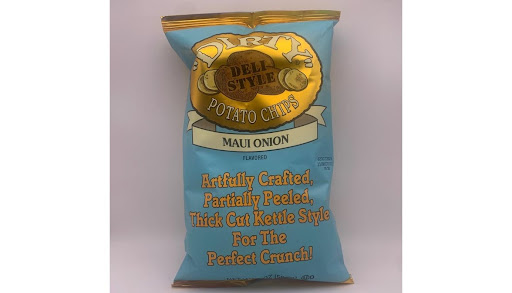 "DIRTY"
DELI
STYLE
POTATO CHIPS
MAUI ONION
FLAVORED
Artfully Crafted,
Partially Peeled,
Thick Cut Kettle Style
For The
Perfect Crunch!